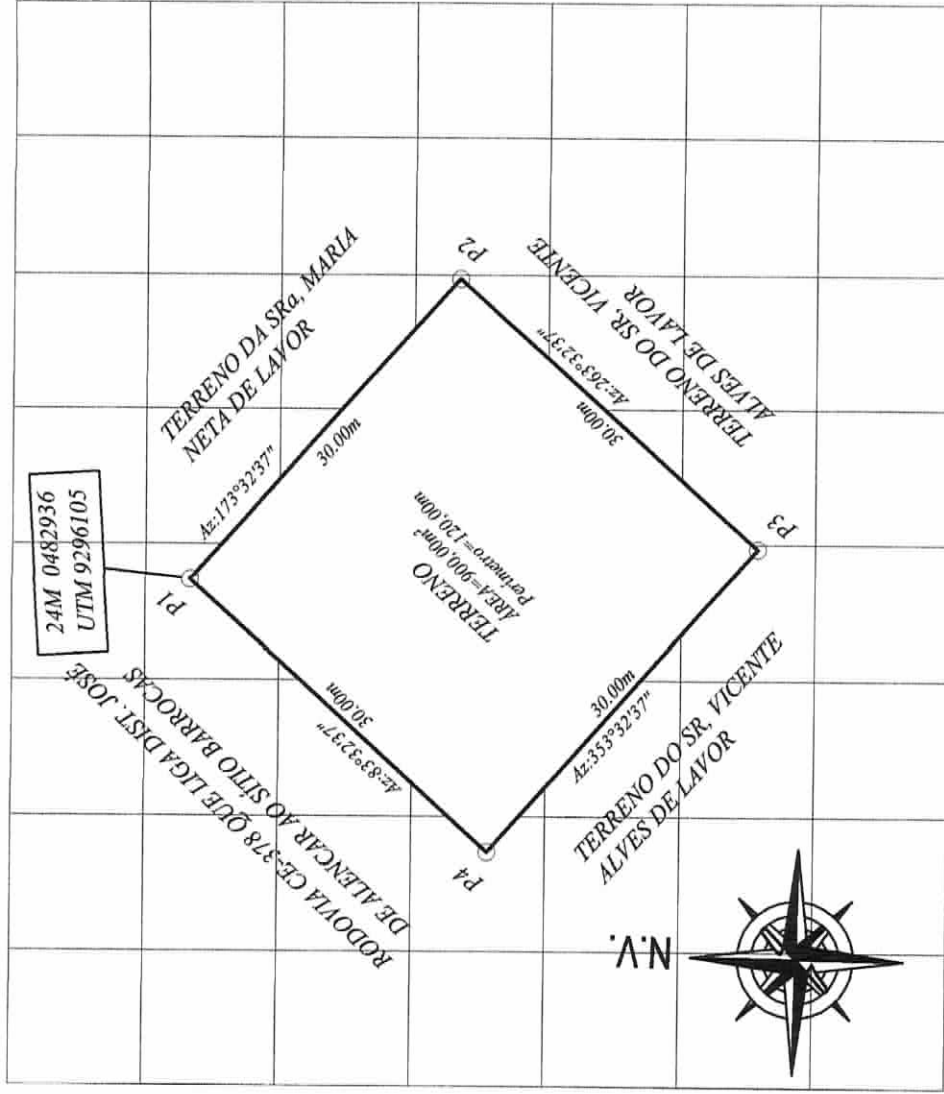 24M 0482936
UTM 9296105
P1
TERRENO DA SRa, MARIA
NETA DE LAVOR
Az:173°32'37"
30.00m
P2
TERRENO DO SR, VICENTE
ALVES DE LAVOR
Az:263°32'37"
30.00m
P3
TERRENO DO SR, VICENTE
ALVES DE LAVOR
Az:353°32'37"
30.00m
P4
RODOVIA CE-378 QUE LIGA DIST. JOSÉ
DE ALENCAR AO SÍTIO BARROCAS
Az:83°32'37"
30.00m
TERRENO
ÁREA=900,00m²
Perímetro=120,00m
N.V.